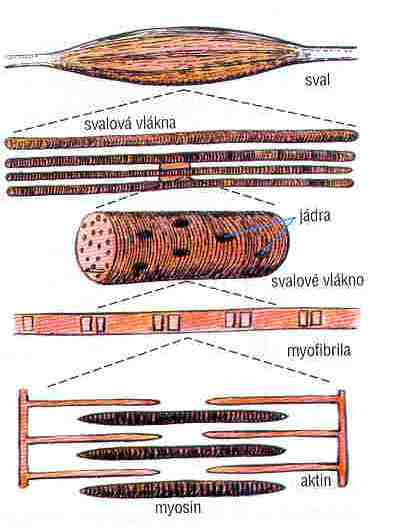 sval
svalová vlákna
jádra
svalové vlákno
myofibrila
aktin
myosin